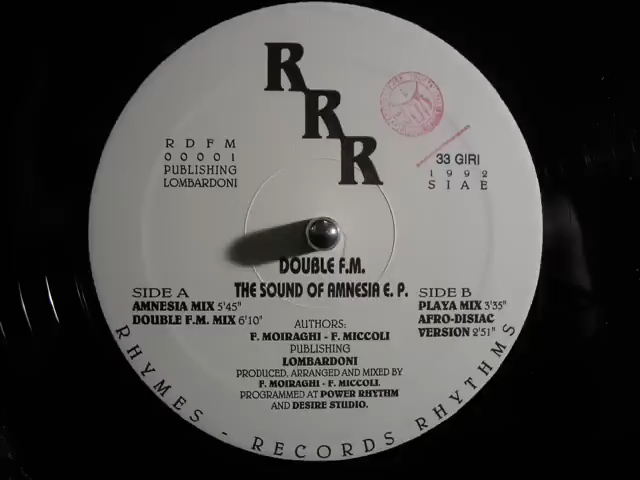 R
R
R
R D F M
0 0 0 0 1
PUBLISHING
LOMBARDONI
33 GIRI
1 9 9 2
S I A E
DOUBLE F.M.
THE SOUND OF AMNESIA E. P.
SIDE A
AMNESIA MIX 5'45"
DOUBLE F.M. MIX 6'10"
SIDE B
PLAYA MIX 3'35"
AFRO-DISIAC
VERSION 2'51"
AUTHORS:
F. MOIRAGHI - F. MICCOLI
PUBLISHING
LOMBARDONI
PRODUCED, ARRANGED AND MIXED BY
F. MOIRAGHI - F. MICCOLI.
PROGRAMMED AT POWER RHYTHM
AND DESIRE STUDIO.
RHYMES - RECORDS RHYTHMS